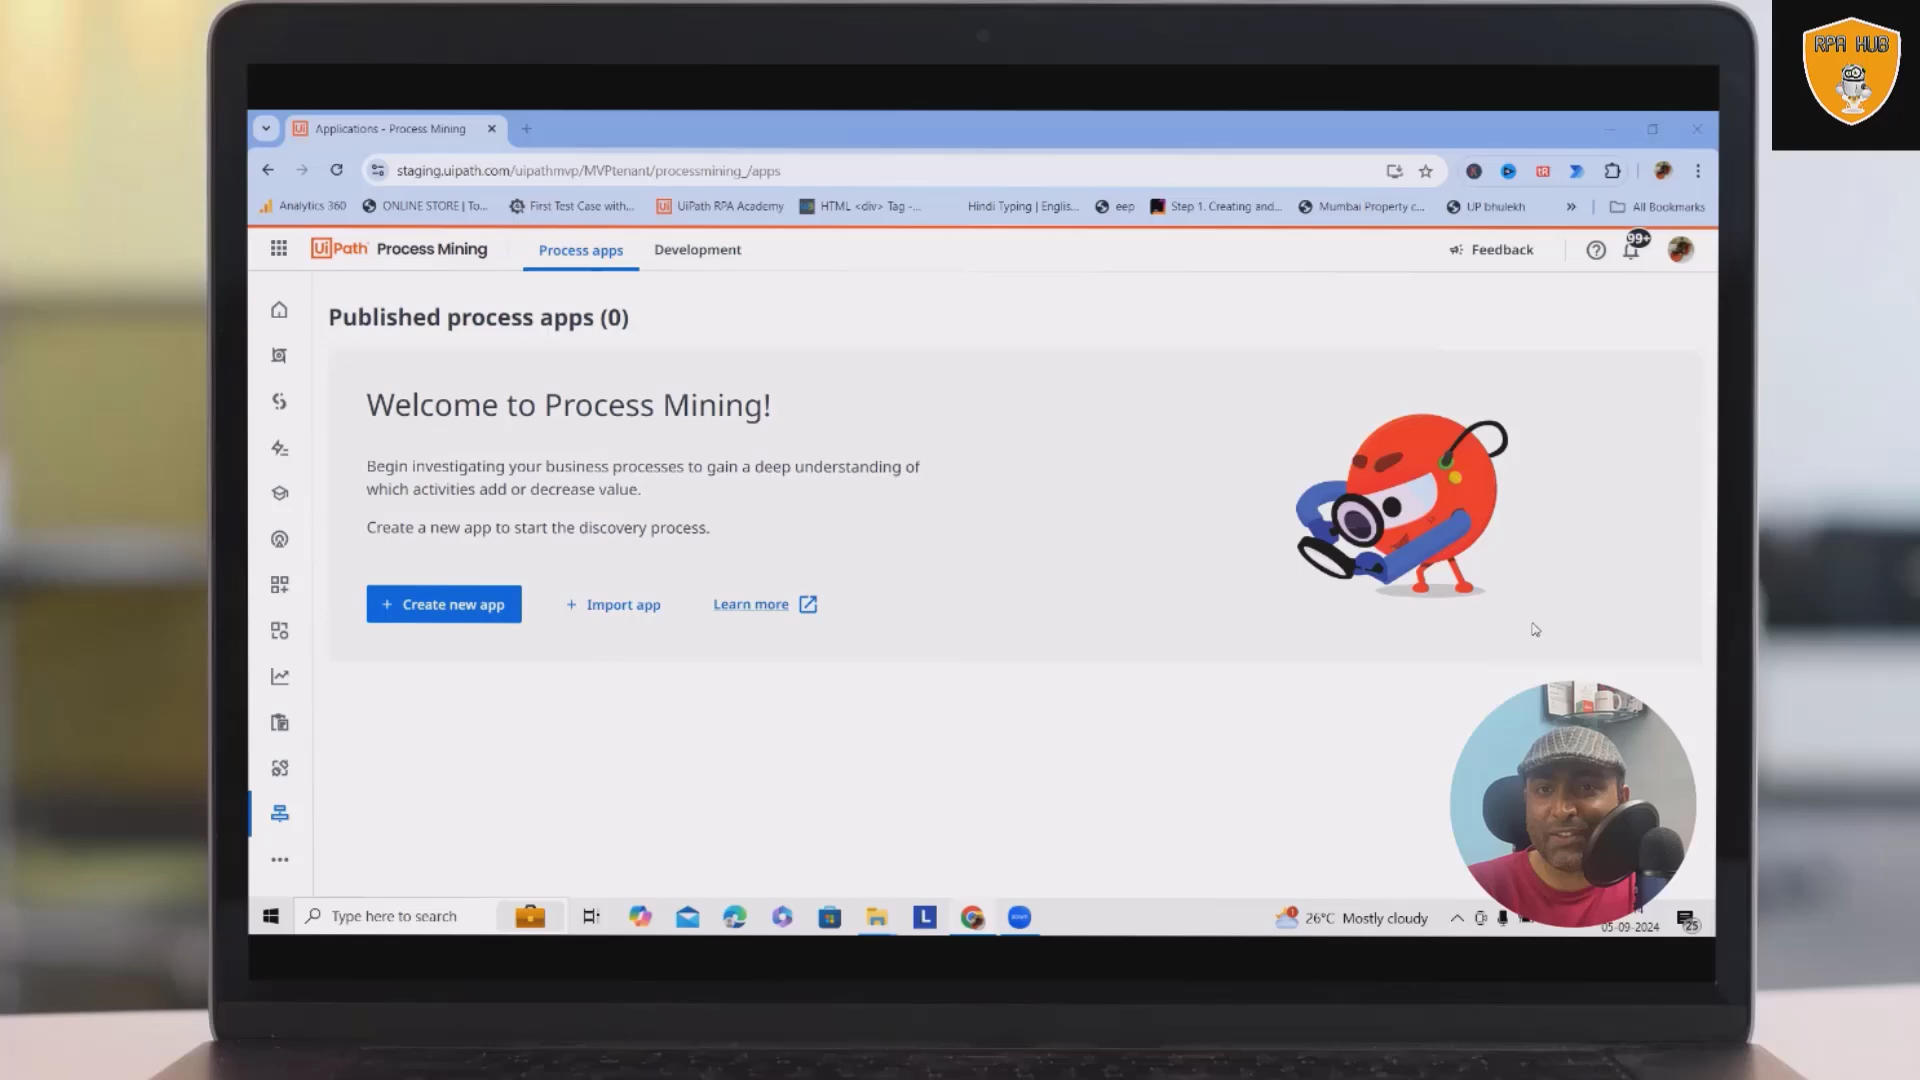 RPA HUB
Applications - Process Mining
staging.uipath.com/uipathmvp/MVPtenant/processmining_/apps
Analytics 360
ONLINE STORE | To...
First Test Case with...
UiPath RPA Academy
HTML <div> Tag -...
Hindi Typing | Englis...
eep
Step 1. Creating and...
Mumbai Property c...
UP bhulekh
All Bookmarks
UiPath Process Mining
Process apps
Development
Feedback
99+
Published process apps (0)
Welcome to Process Mining!
Begin investigating your business processes to gain a deep understanding of
which activities add or decrease value.
Create a new app to start the discovery process.
+ Create new app
+ Import app
Learn more
Type here to search
L
zoom
26°C Mostly cloudy
05-09-2024
25